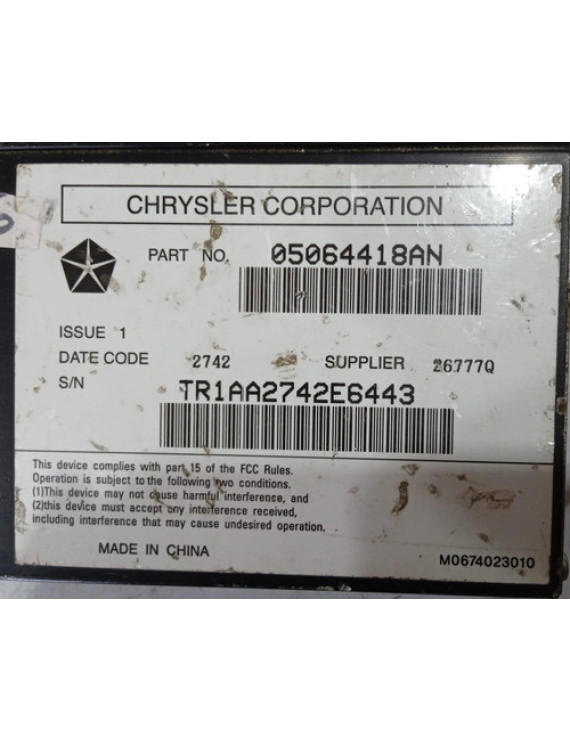 CHRYSLER CORPORATION
PART NO. 05064418AN
ISSUE 1
DATE CODE 2742 SUPPLIER 26777Q
S/N TR1AA2742E6443
This device complies with part 15 of the FCC Rules.
Operation is subject to the following two conditions.
(1)This device may not cause harmful interference, and
(2)this device must accept any interference received,
including interference that may cause undesired operation.
MADE IN CHINA
M0674023010